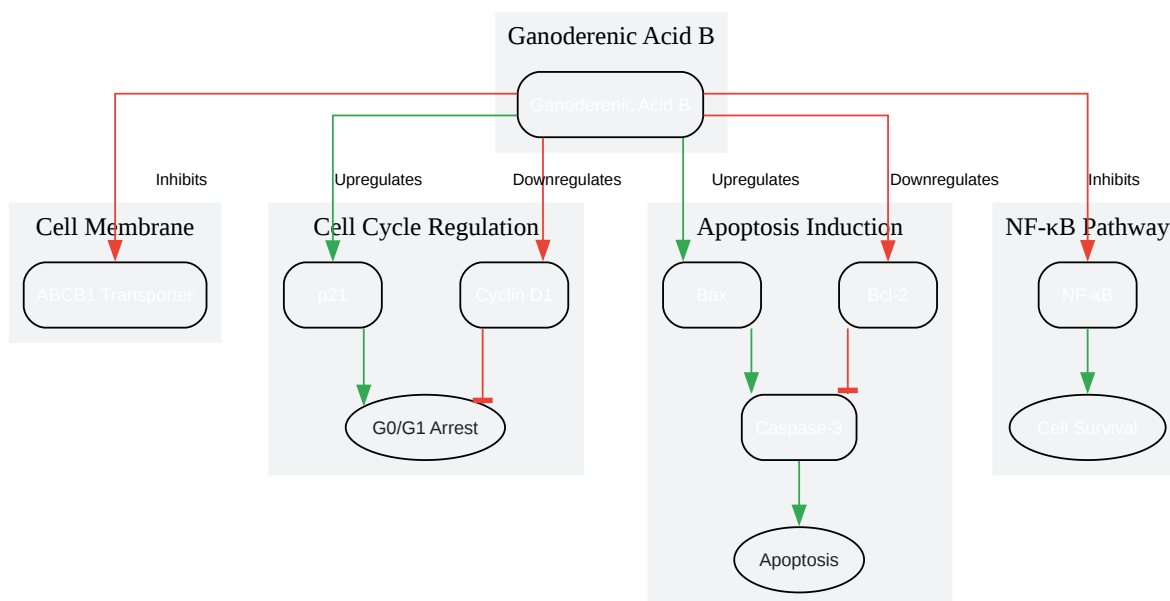 Ganoderenic Acid B
Ganoderenic Acid B
Inhibits
Upregulates
Downregulates
Upregulates
Downregulates
Inhibits
Cell Membrane
Cell Cycle Regulation
Apoptosis Induction
NF-κB Pathway
ABCB1 Transporter
p21
Cyclin D1
Bax
Bcl-2
NF-κB
G0/G1 Arrest
Caspase-3
Cell Survival
Apoptosis